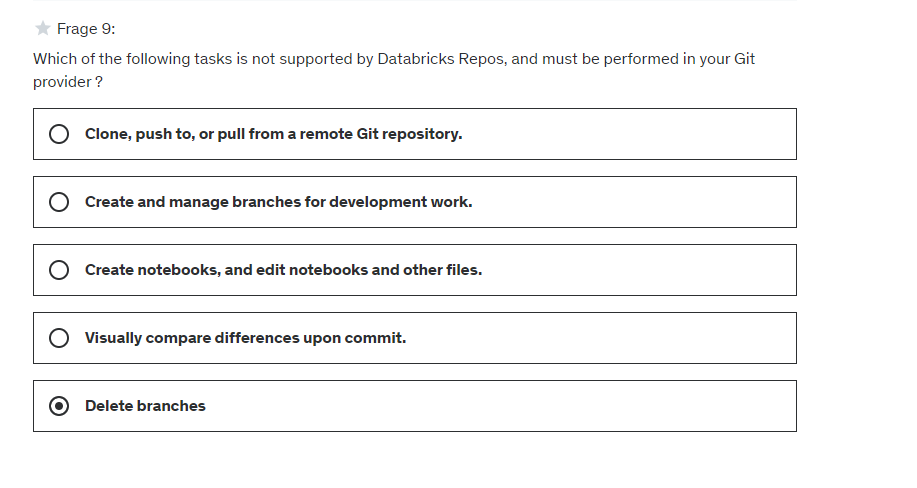 Frage 9:
Which of the following tasks is not supported by Databricks Repos, and must be performed in your Git
provider ?
Clone, push to, or pull from a remote Git repository.
Create and manage branches for development work.
Create notebooks, and edit notebooks and other files.
Visually compare differences upon commit.
Delete branches